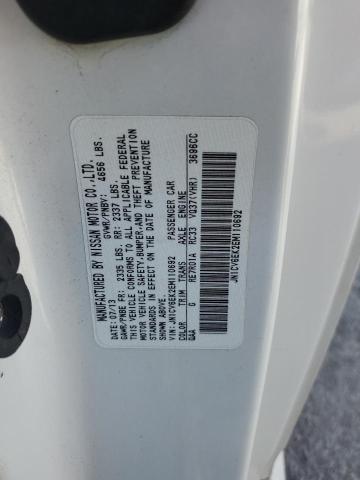 MANUFACTURED BY NISSAN MOTOR CO.,LTD.
DATE: 07/13 GVWR/PNBV: 4656 LBS.
GAWR/PNBE FR: 2335 LBS. RR: 2337 LBS.
THIS VEHICLE CONFORMS TO ALL APPLICABLE FEDERAL
MOTOR VEHICLE SAFETY,BUMPER,AND THEFT PREVENTION
STANDARDS IN EFFECT ON THE DATE OF MANUFACTURE
SHOWN ABOVE.
VIN: JN1CV6EK2EM110692 PASSENGER CAR
COLOR TRIM TRANS AXLE ENGINE
QAA G RE7R01A RC33 VQ37(VHR) 3696CC
JN1CV6EK2EM110692